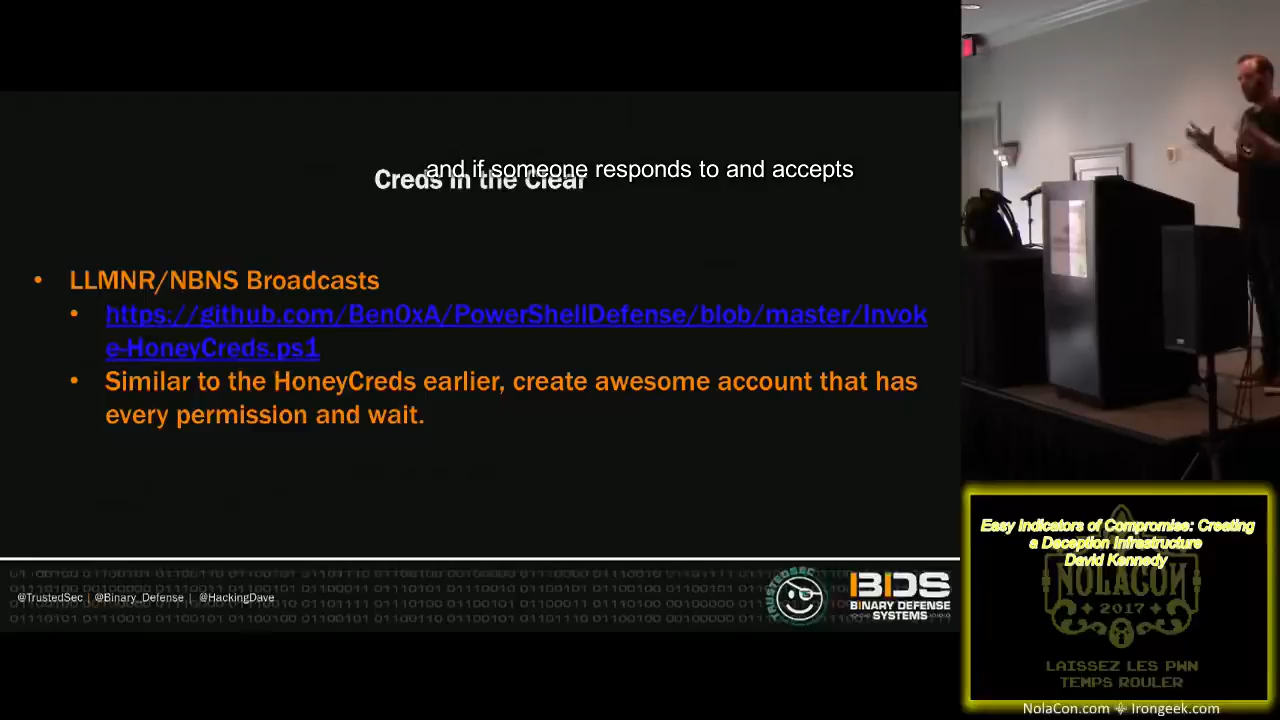 and if someone responds to and accepts
Creds in the Clear
• LLMNR/NBNS Broadcasts
• https://github.com/Ben0xA/PowerShellDefense/blob/master/Invok
e-HoneyCreds.ps1
• Similar to the HoneyCreds earlier, create awesome account that has
every permission and wait.
@TrustedSec | @Binary_Defense | @HackingDave
TRUSTEDSEC
BDS
BINARY DEFENSE
SYSTEMS
Easy Indicators of Compromise: Creating
a Deception Infrastructure
David Kennedy
NOLACON
2017
LAISSEZ LES PWN
TEMPS ROULER
NolaCon.com Irongeek.com